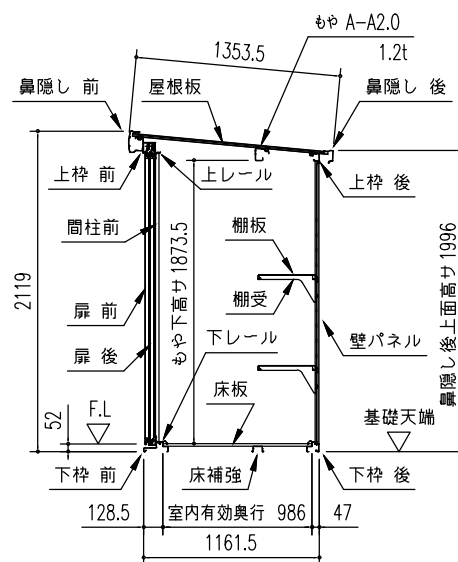 もや A-A2.0
1353.5
1.2t
鼻隠し 前
屋根板
鼻隠し 後
上枠 前
上レール
上枠 後
間柱前
棚板
もや下高サ1873.5
2119
棚受
鼻隠し後上面高サ1996
扉 前
下レール
壁パネル
扉 後
床板
52
F.L
基礎天端
下枠 前
床補強
下枠 後
128.5
室内有効奥行 986
47
1161.5